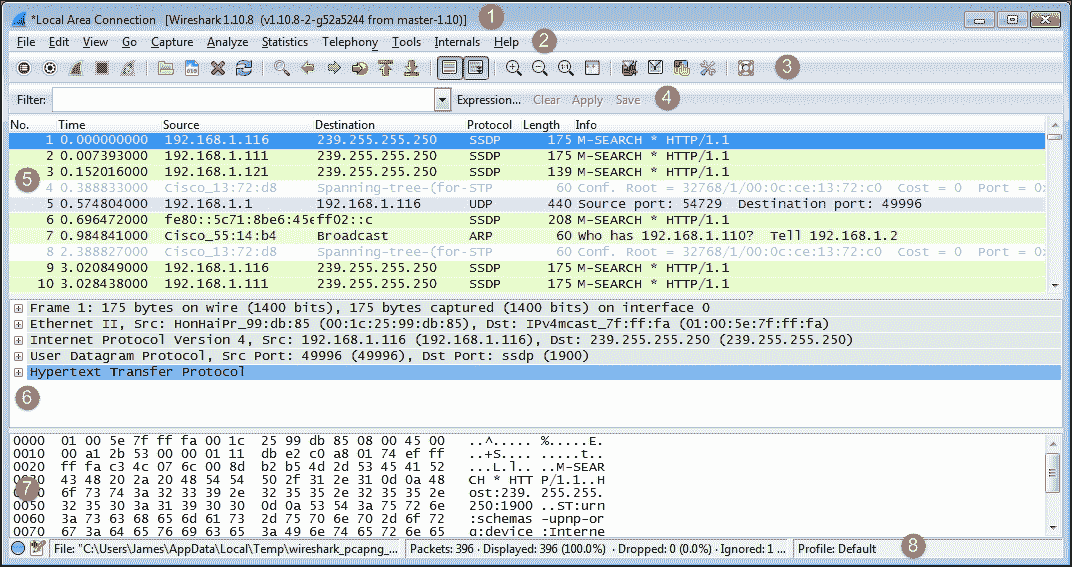 *Local Area Connection [Wireshark 1.10.8 (v1.10.8-2-g52a5244 from master-1.10)] 1
File Edit View Go Capture Analyze Statistics Telephony Tools Internals Help 2
3
Filter: Expression... Clear Apply Save 4
No. Time Source Destination Protocol Length Info
1 0.000000000 192.168.1.116 239.255.255.250 SSDP 175 M-SEARCH * HTTP/1.1
2 0.007393000 192.168.1.111 239.255.255.250 SSDP 175 M-SEARCH * HTTP/1.1
3 0.152016000 192.168.1.121 239.255.255.250 SSDP 139 M-SEARCH * HTTP/1.1
5
4 0.388833000 Cisco_13:72:d8 Spanning-tree-(for- STP 60 Conf. Root = 32768/1/00:0c:ce:13:72:c0 Cost = 0 Port = 0x
5 0.574804000 192.168.1.1 192.168.1.116 UDP 440 Source port: 54729 Destination port: 49996
6 0.696472000 fe80::5c71:8be6:45e ff02::c SSDP 208 M-SEARCH * HTTP/1.1
7 0.984841000 Cisco_55:14:b4 Broadcast ARP 60 Who has 192.168.1.110? Tell 192.168.1.2
8 2.388827000 Cisco_13:72:d8 Spanning-tree-(for- STP 60 Conf. Root = 32768/1/00:0c:ce:13:72:c0 Cost = 0 Port = 0x
9 3.020849000 192.168.1.116 239.255.255.250 SSDP 175 M-SEARCH * HTTP/1.1
10 3.028438000 192.168.1.111 239.255.255.250 SSDP 175 M-SEARCH * HTTP/1.1
Frame 1: 175 bytes on wire (1400 bits), 175 bytes captured (1400 bits) on interface 0
Ethernet II, Src: HonHaiPr_99:db:85 (00:1c:25:99:db:85), Dst: IPv4mcast_7f:ff:fa (01:00:5e:7f:ff:fa)
Internet Protocol Version 4, Src: 192.168.1.116 (192.168.1.116), Dst: 239.255.255.250 (239.255.255.250)
User Datagram Protocol, Src Port: 49996 (49996), Dst Port: ssdp (1900)
Hypertext Transfer Protocol
6
0000 01 00 5e 7f ff fa 00 1c 25 99 db 85 08 00 45 00 ..^..... %.....E.
0010 00 a1 2b 53 00 00 01 11 db e2 c0 a8 01 74 ef ff ..+S.... .....t..
0020 ff fa c3 4c 07 6c 00 8d b2 b5 4d 2d 53 45 41 52 ...L.l.. ..M-SEAR
43 48 20 2a 20 48 54 54 50 2f 31 2e 31 0d 0a 48 CH * HTT P/1.1..H
7
6f 73 74 3a 32 33 39 2e 32 35 35 2e 32 35 35 2e ost:239. 255.255.
0050 32 35 30 3a 31 39 30 30 0d 0a 53 54 3a 75 72 6e 250:1900 ..ST:urn
0060 3a 73 63 68 65 6d 61 73 2d 75 70 6e 70 2d 6f 72 :schemas -upnp-or
0070 67 3a 64 65 76 69 63 65 3a 49 6e 74 65 72 6e 65 g:device :Interne
File: "C:\Users\James\AppData\Local\Temp\wireshark_pcapng_... Packets: 396 · Displayed: 396 (100.0%) · Dropped: 0 (0.0%) · Ignored: 1 ... Profile: Default 8